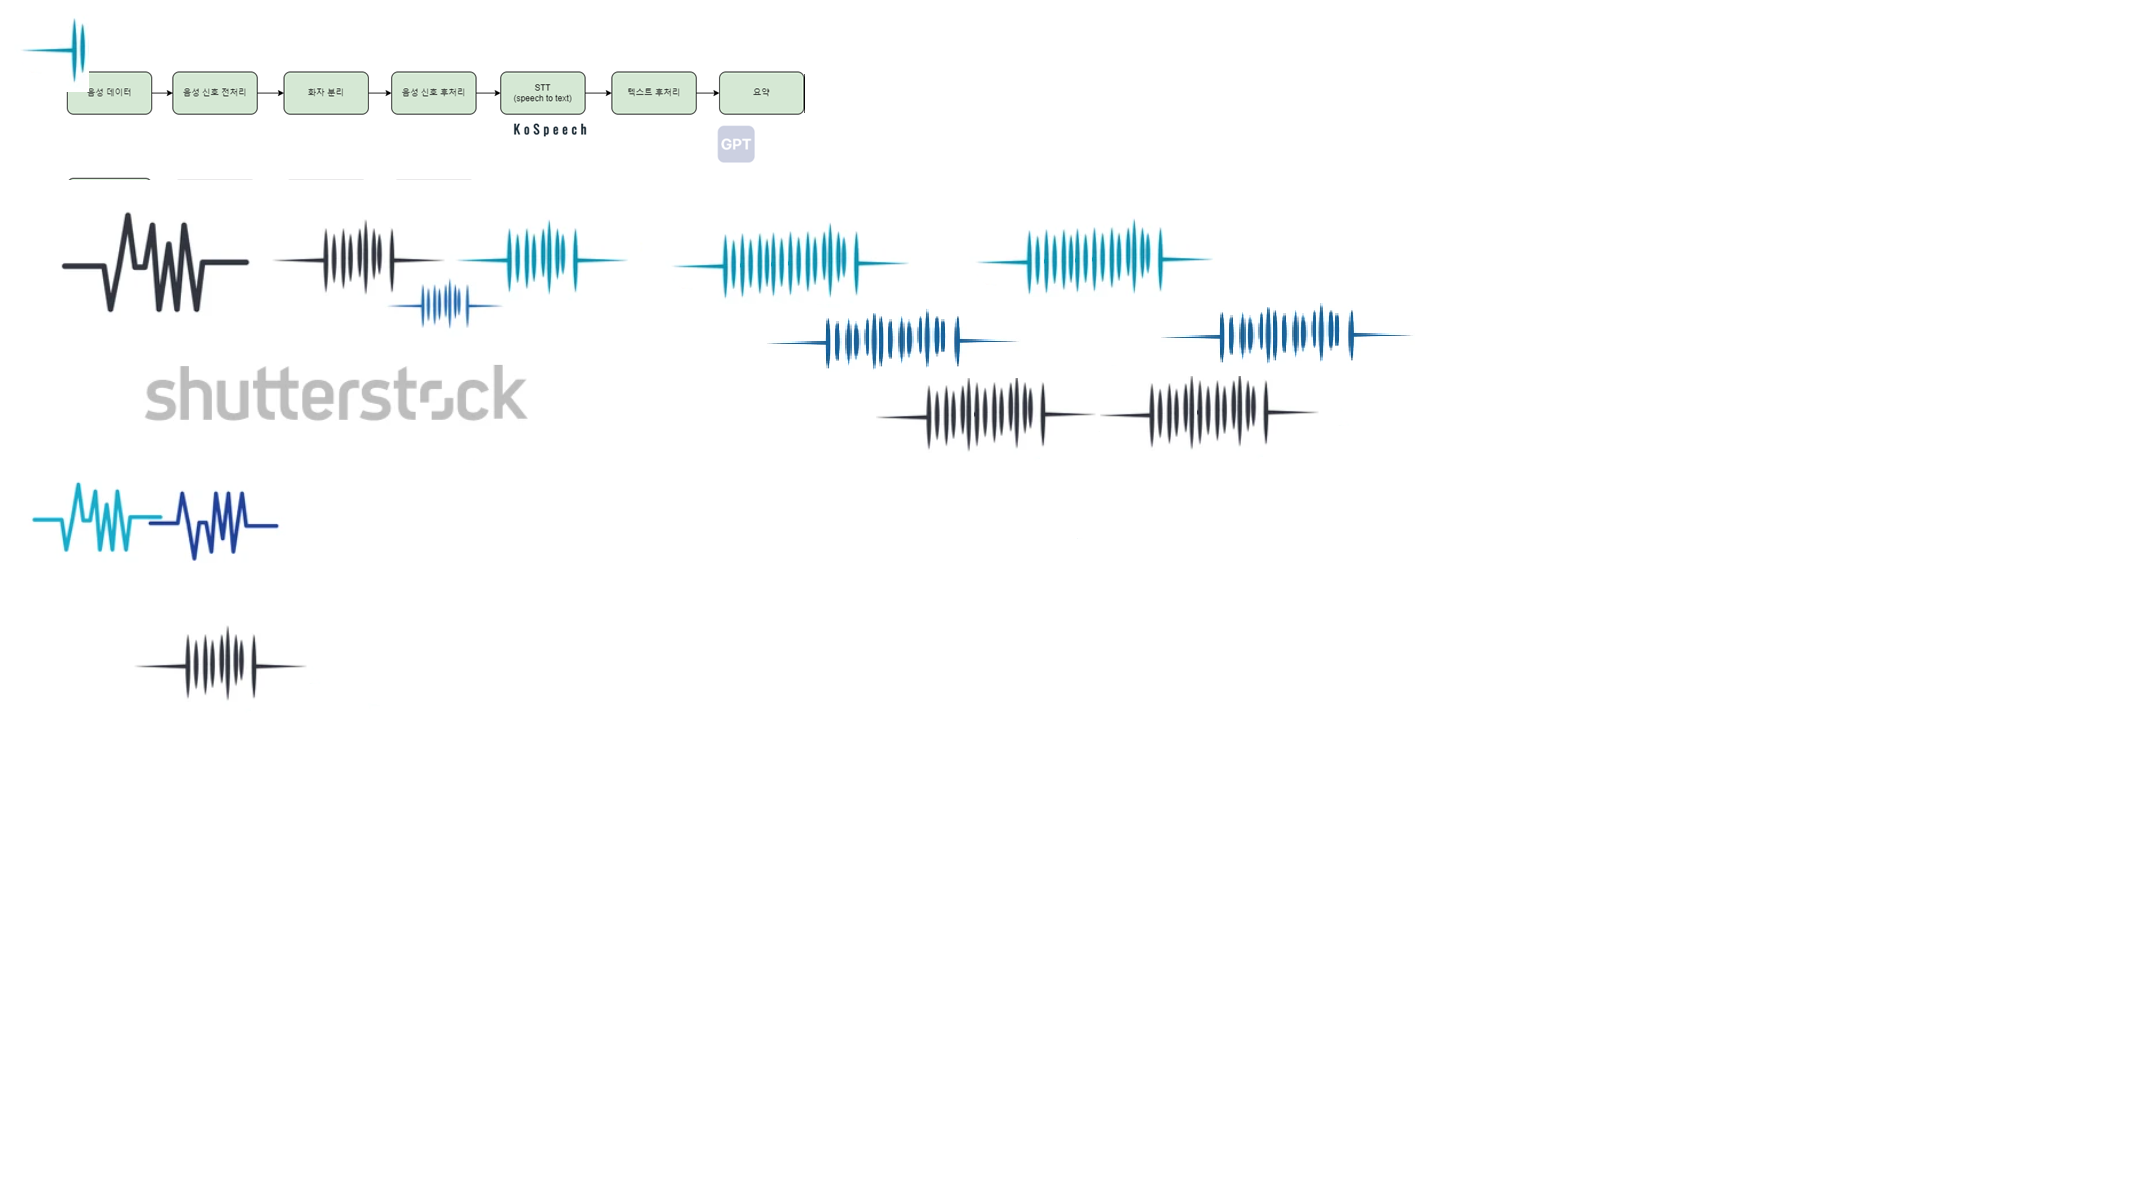 음성 데이터
음성 신호 전처리
화자 분리
음성 신호 후처리
STT
(speech to text)
텍스트 후처리
요약
KoSpeech
GPT
shutterstock